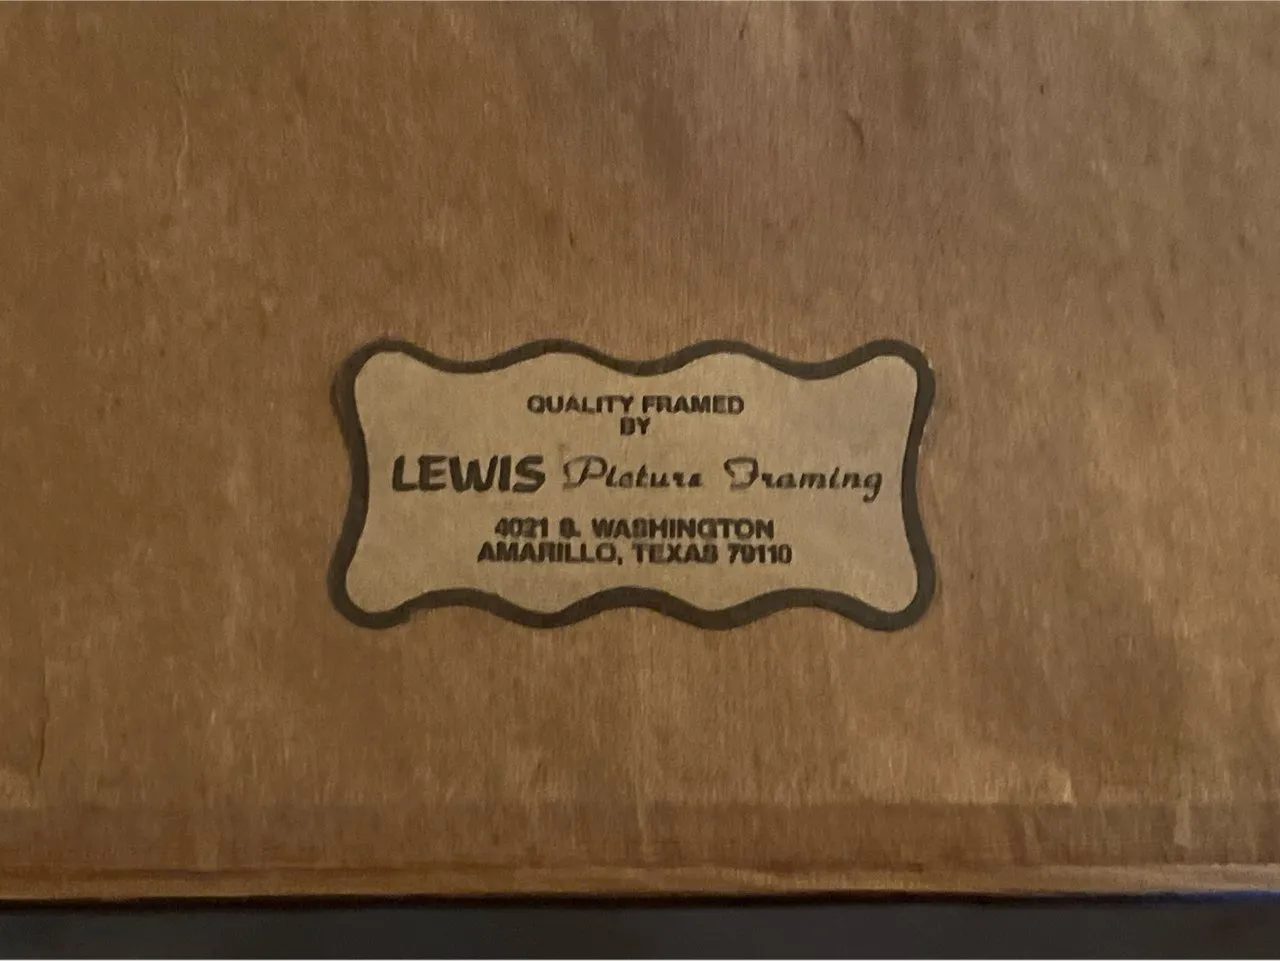 QUALITY FRAMED
BY
LEWIS Picture Framing
4021 S. WASHINGTON
AMARILLO, TEXAS 79110